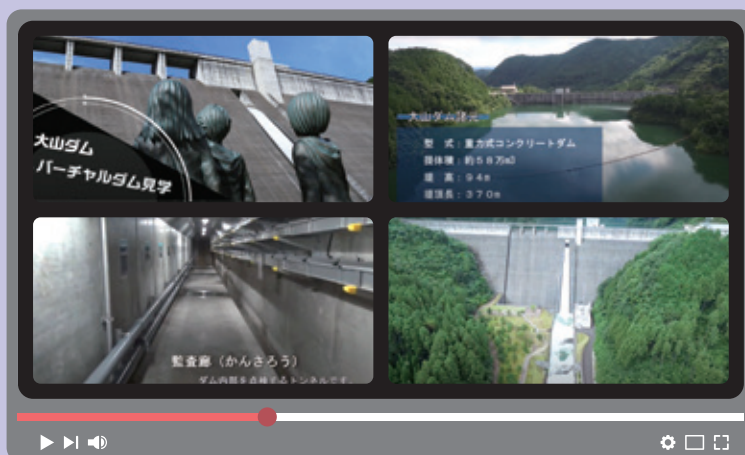 大山ダム
バーチャルダム見学
大山ダム諸元
型　式：重力式コンクリートダム
堤体積：約58万m3
堤　高：94m
堤頂長：370m
監査廊（かんさろう）
ダム内部を点検するトンネルです。